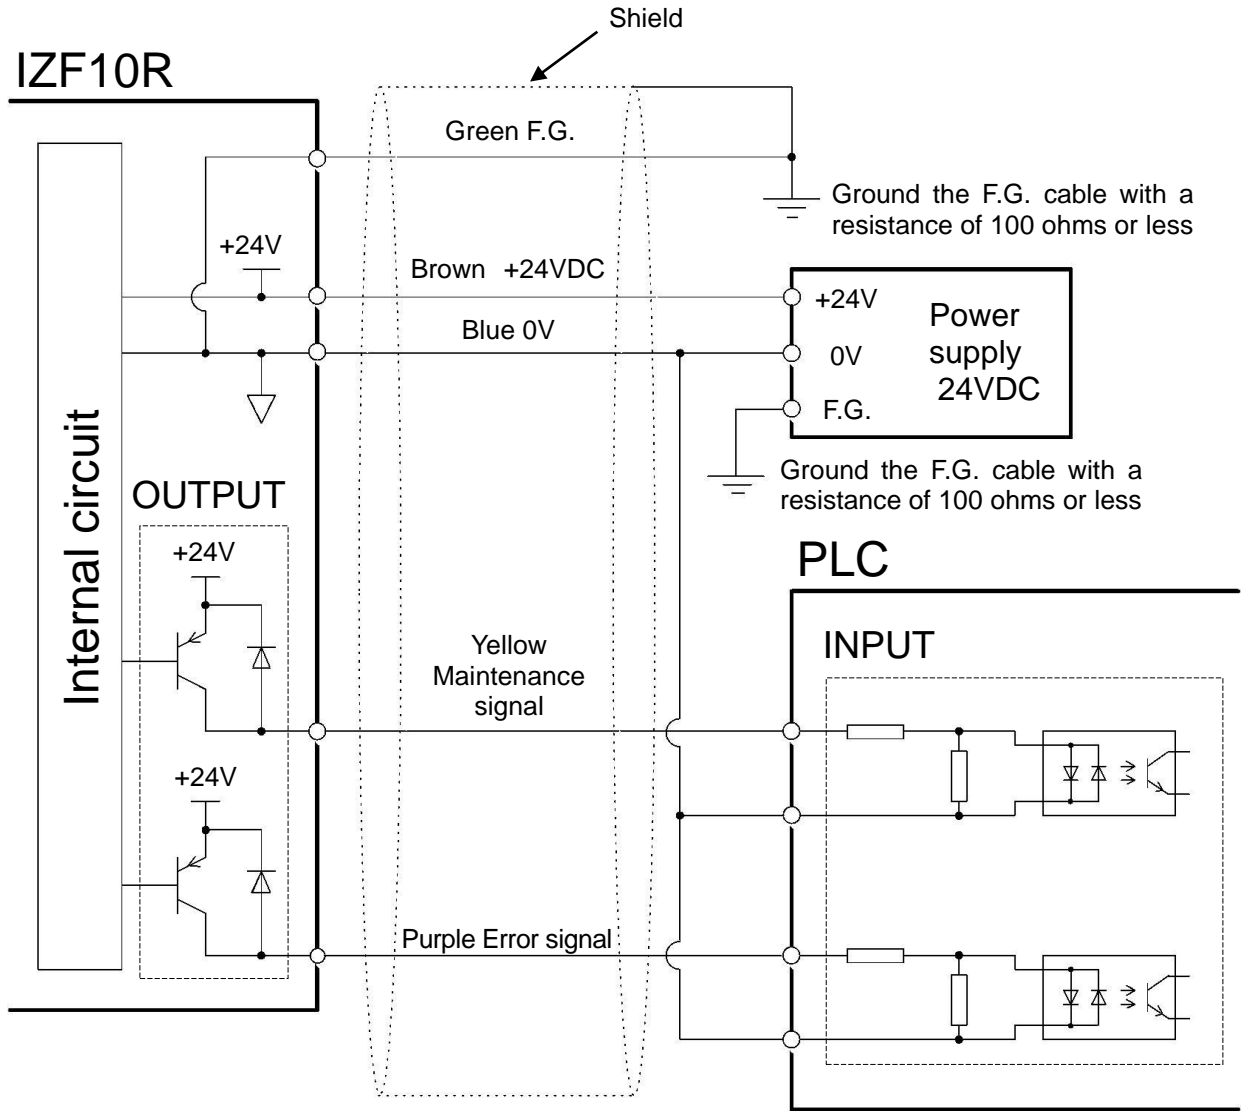 Shield
IZF10R
Green F.G.
Ground the F.G. cable with a
resistance of 100 ohms or less
+24V
Brown +24VDC
+24V
Blue 0V
0V
F.G.
Power
supply
24VDC
Ground the F.G. cable with a
resistance of 100 ohms or less
Internal circuit
OUTPUT
+24V
+24V
Yellow
Maintenance
signal
Purple Error signal
PLC
INPUT